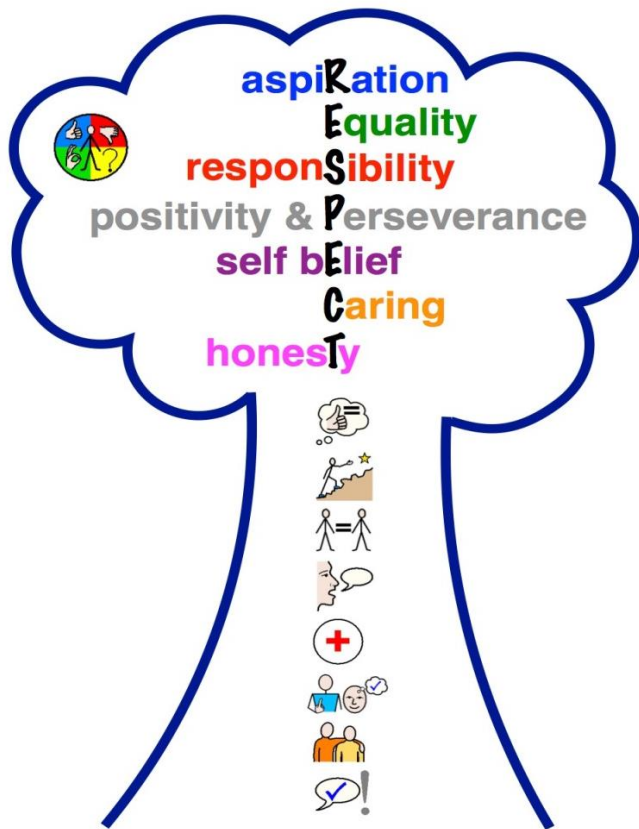 aspiRation
Equality
responSibility
positivity & Perseverance
self bElief
Caring
honesTy